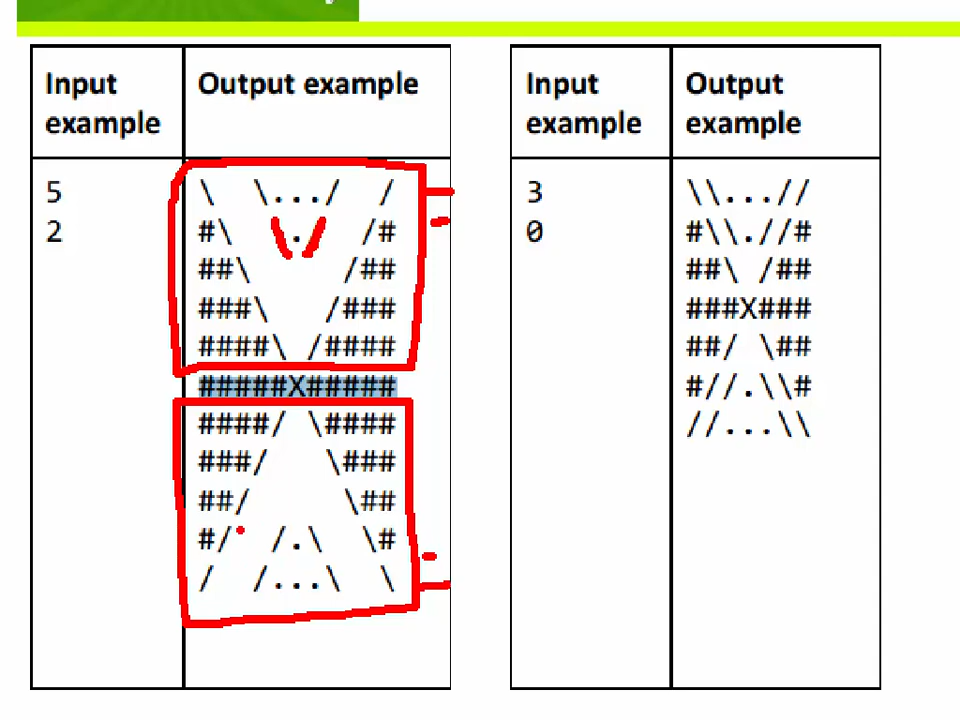 Input example
Output example
5
2
\  \.../  /
#\  \./  /#
##\     /##
###\   /###
####\ /####
#####X#####
####/ \####
###/   \###
##/     \##
#/  /.\  \#
/  /...\  \
Input example
Output example
3
0
\\...//
#\\.//#
##\ /##
###X###
##/ \##
#//.\\#
//...\\